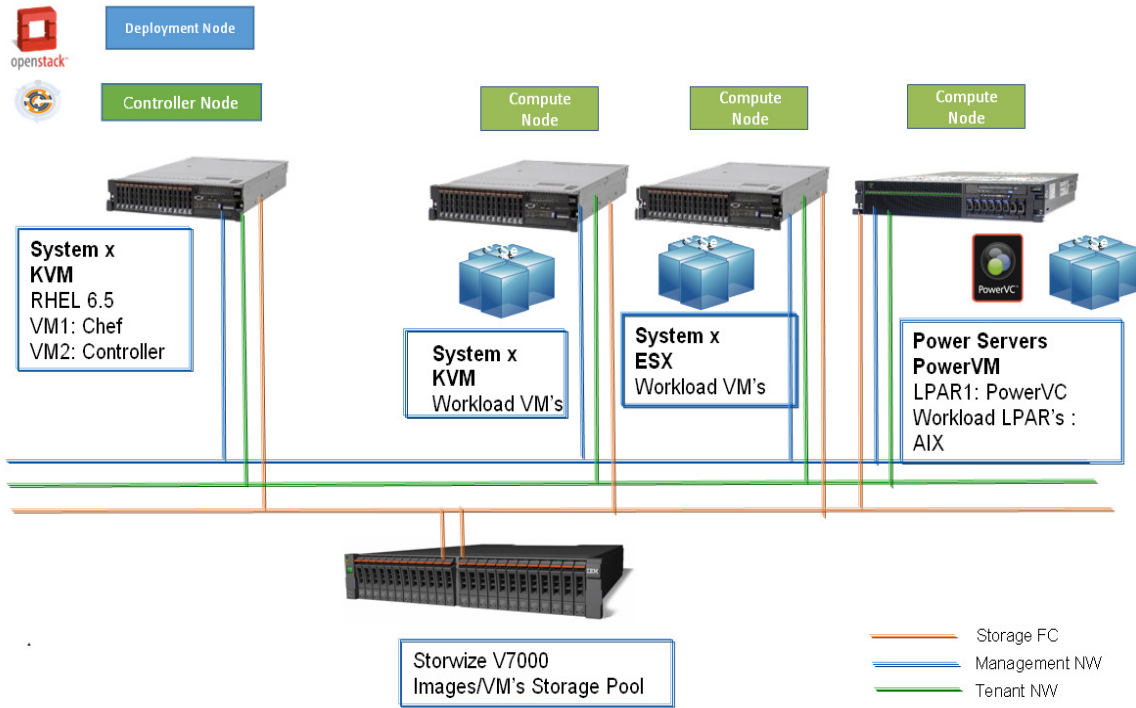 Deployment Node
openstack
Controller Node
Compute
Node
Compute
Node
Compute
Node
System x
KVM
RHEL 6.5
VM1: Chef
VM2: Controller
System x
KVM
Workload VM's
System x
ESX
Workload VM's
PowerVC
Power Servers
PowerVM
LPAR1: PowerVC
Workload LPAR's :
AIX
IBM
Storwize V7000
Images/VM's Storage Pool
Storage FC
Management NW
Tenant NW